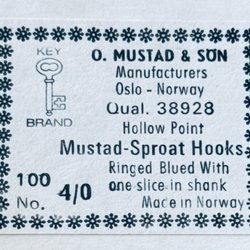 KEY
BRAND
O. MUSTAD & SÖN
Manufacturers
Oslo - Norway
Qual. 38928
Hollow Point
Mustad-Sproat Hooks
Ringed Blued With
one slice in shank
100
No. 4/0
Made in Norway